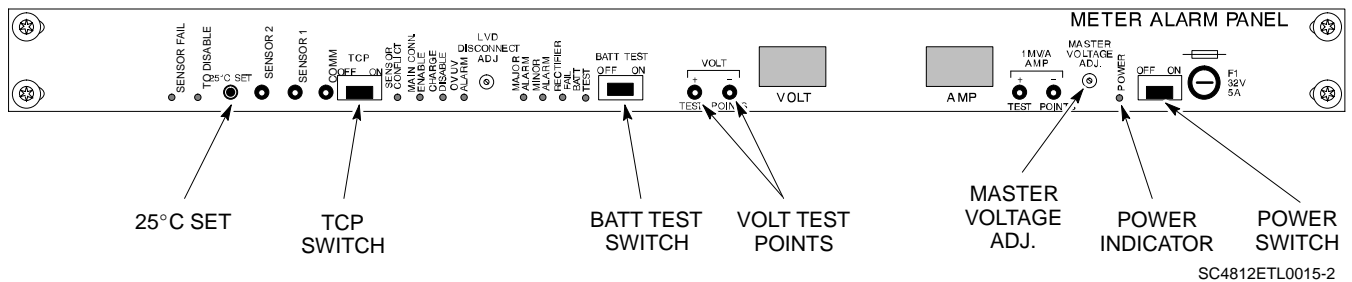 METER ALARM PANEL
SENSOR FAIL
TO DISABLE
25°C SET
SENSOR 2
SENSOR 1
COMM
TCP
OFF ON
SENSOR
CONFLICT
MAIN CONN.
ENABLE
CHARGE
DISABLE
OV/UV
ALARM
LVD
DISCONNECT
ADJ
MAJOR
ALARM
MINOR
ALARM
RECTIFIER
FAIL
BATT
TEST
BATT TEST
OFF ON
VOLT
+ −
TEST POINTS
VOLT
AMP
1MV/A
AMP
+ −
TEST POINTS
MASTER
VOLTAGE
ADJ.
POWER
OFF ON
F1
32V
5A
25°C SET
TCP
SWITCH
BATT TEST
SWITCH
VOLT TEST
POINTS
MASTER
VOLTAGE
ADJ.
POWER
INDICATOR
POWER
SWITCH
SC4812ETL0015-2